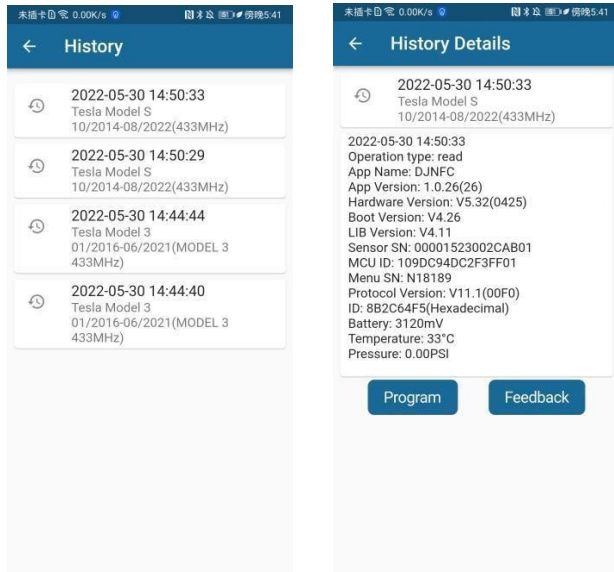 未插卡 0.00K/s 傍晚5:41
History
2022-05-30 14:50:33
Tesla Model S
10/2014-08/2022(433MHz)
2022-05-30 14:50:29
Tesla Model S
10/2014-08/2022(433MHz)
2022-05-30 14:44:44
Tesla Model 3
01/2016-06/2021(MODEL 3
433MHz)
2022-05-30 14:44:40
Tesla Model 3
01/2016-06/2021(MODEL 3
433MHz)
未插卡 0.00K/s 傍晚5:41
History Details
2022-05-30 14:50:33
Tesla Model S
10/2014-08/2022(433MHz)
2022-05-30 14:50:33
Operation type: read
App Name: DJNFC
App Version: 1.0.26(26)
Hardware Version: V5.32(0425)
Boot Version: V4.26
LIB Version: V4.11
Sensor SN: 00001523002CAB01
MCU ID: 109DC94DC2F3FF01
Menu SN: N18189
Protocol Version: V11.1(00F0)
ID: 8B2C64F5(Hexadecimal)
Battery: 3120mV
Temperature: 33°C
Pressure: 0.00PSI
Program Feedback